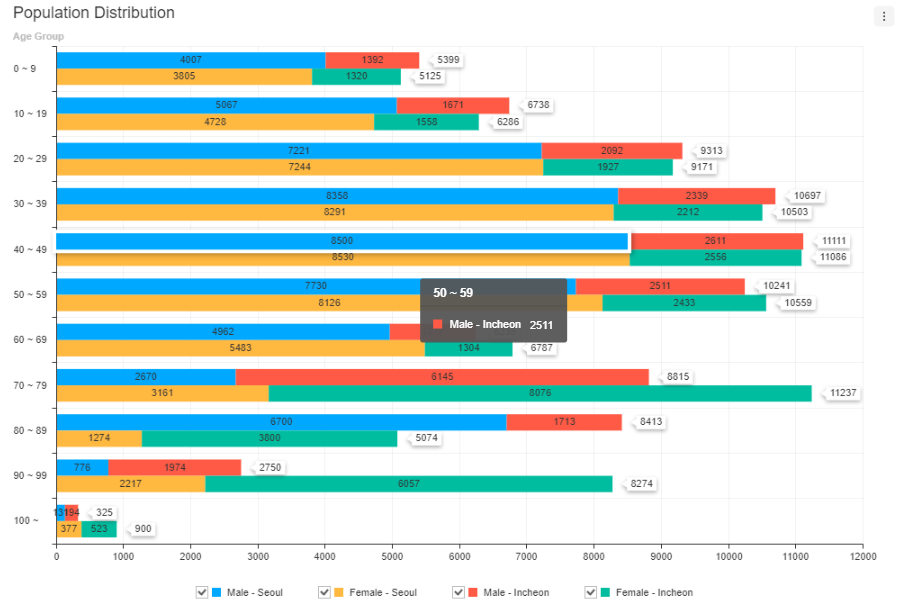 Population Distribution
Age Group
0 ~ 9
4007 1392 5399
3805 1320 5125
10 ~ 19
5067 1671 6738
4728 1558 6286
20 ~ 29
7221 2092 9313
7244 1927 9171
30 ~ 39
8358 2339 10697
8291 2212 10503
40 ~ 49
8500 2611 11111
8530 2556 11086
50 ~ 59
7730 2511 10241
8126 2433 10559
50 ~ 59
Male - Incheon 2511
60 ~ 69
4962
5483 1304 6787
70 ~ 79
2670 6145 8815
3161 8076 11237
80 ~ 89
6700 1713 8413
1274 3800 5074
90 ~ 99
776 1974 2750
2217 6057 8274
100 ~
13194 325
377 523 900
0 1000 2000 3000 4000 5000 6000 7000 8000 9000 10000 11000 12000
Male - Seoul Female - Seoul Male - Incheon Female - Incheon